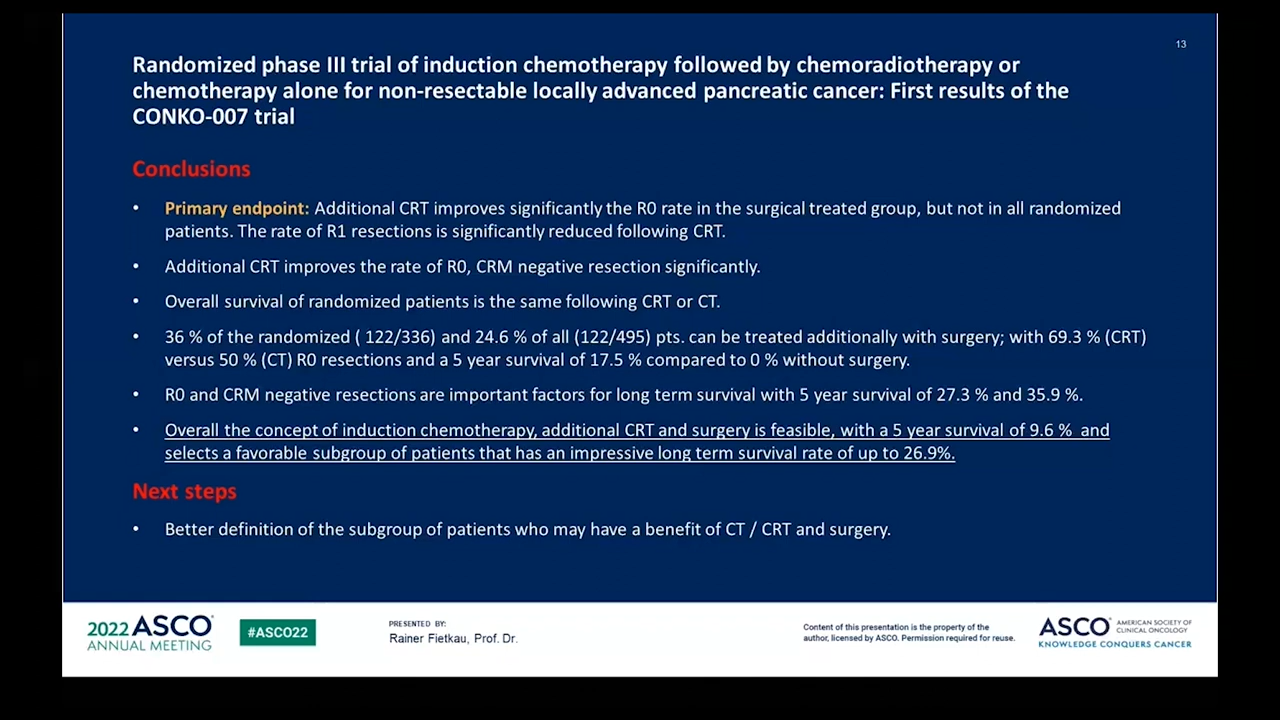 13
Randomized phase III trial of induction chemotherapy followed by chemoradiotherapy or
chemotherapy alone for non-resectable locally advanced pancreatic cancer: First results of the
CONKO-007 trial
Conclusions
• Primary endpoint: Additional CRT improves significantly the R0 rate in the surgical treated group, but not in all randomized
patients. The rate of R1 resections is significantly reduced following CRT.
• Additional CRT improves the rate of R0, CRM negative resection significantly.
• Overall survival of randomized patients is the same following CRT or CT.
• 36 % of the randomized ( 122/336) and 24.6 % of all (122/495) pts. can be treated additionally with surgery; with 69.3 % (CRT)
versus 50 % (CT) R0 resections and a 5 year survival of 17.5 % compared to 0 % without surgery.
• R0 and CRM negative resections are important factors for long term survival with 5 year survival of 27.3 % and 35.9 %.
• Overall the concept of induction chemotherapy, additional CRT and surgery is feasible, with a 5 year survival of 9.6 % and
selects a favorable subgroup of patients that has an impressive long term survival rate of up to 26.9%.
Next steps
• Better definition of the subgroup of patients who may have a benefit of CT / CRT and surgery.
2022 ASCO
ANNUAL MEETING
#ASCO22
PRESENTED BY:
Rainer Fietkau, Prof. Dr.
Content of this presentation is the property of the
author, licensed by ASCO. Permission required for reuse.
ASCO AMERICAN SOCIETY OF
CLINICAL ONCOLOGY
KNOWLEDGE CONQUERS CANCER